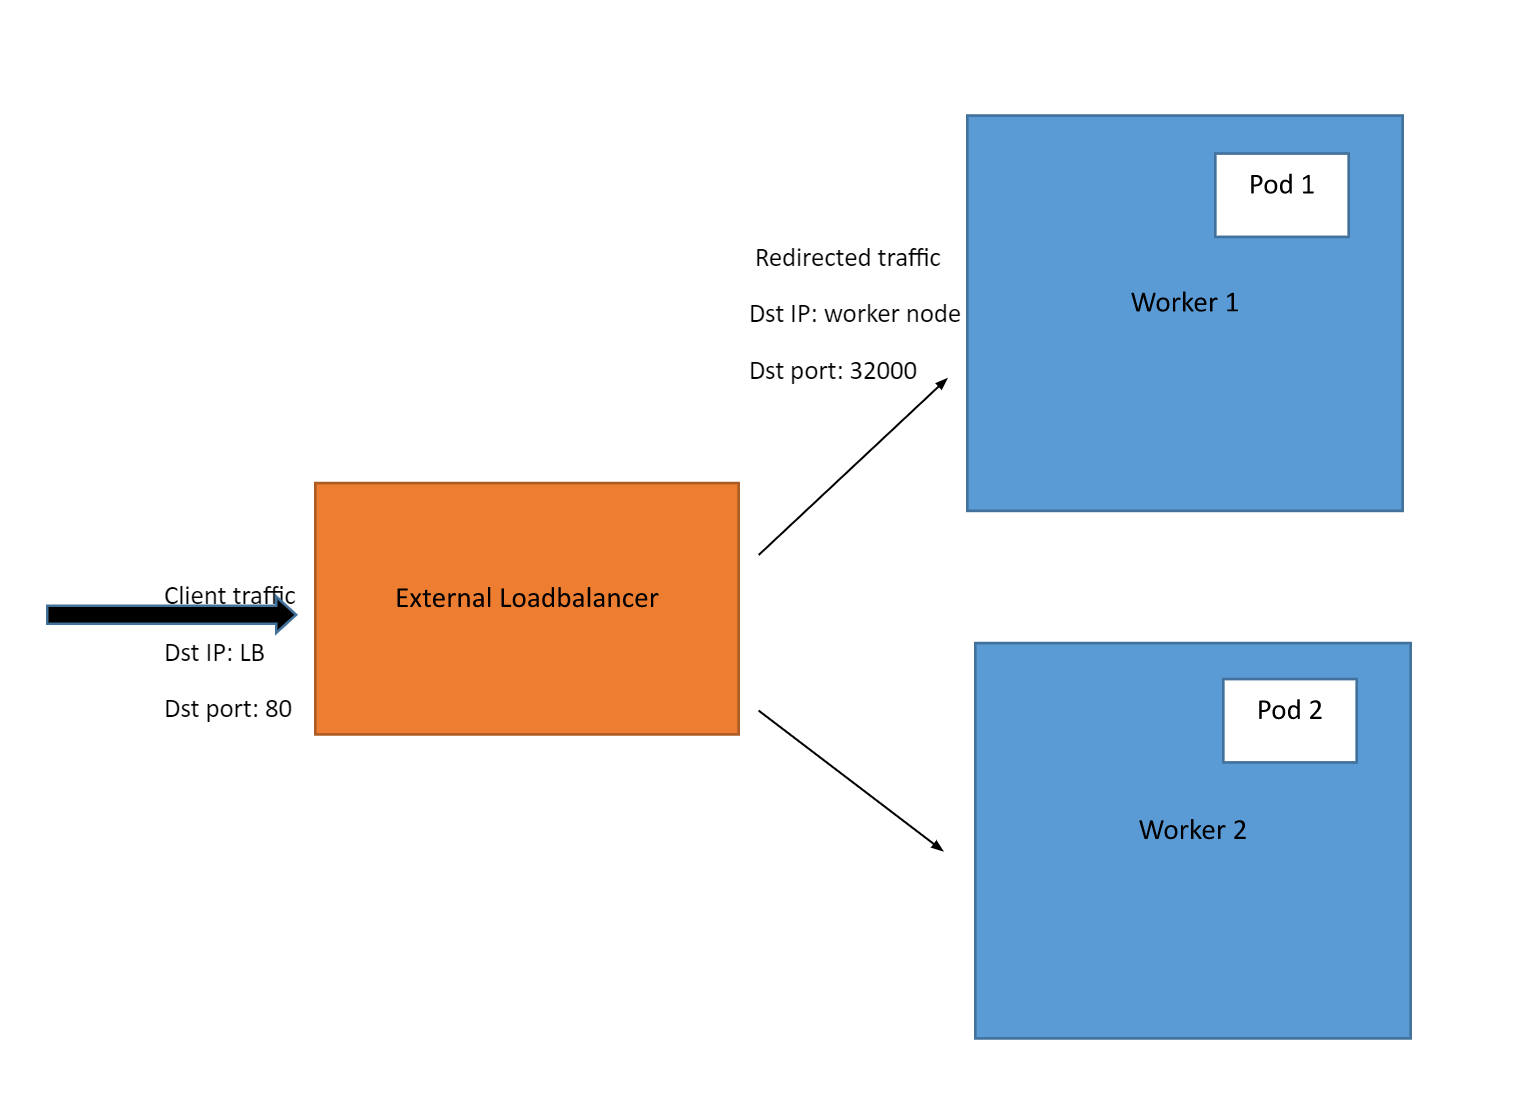 Client traffic
Dst IP: LB
Dst port: 80
External Loadbalancer
Redirected traffic
Dst IP: worker node
Dst port: 32000
Pod 1
Worker 1
Pod 2
Worker 2